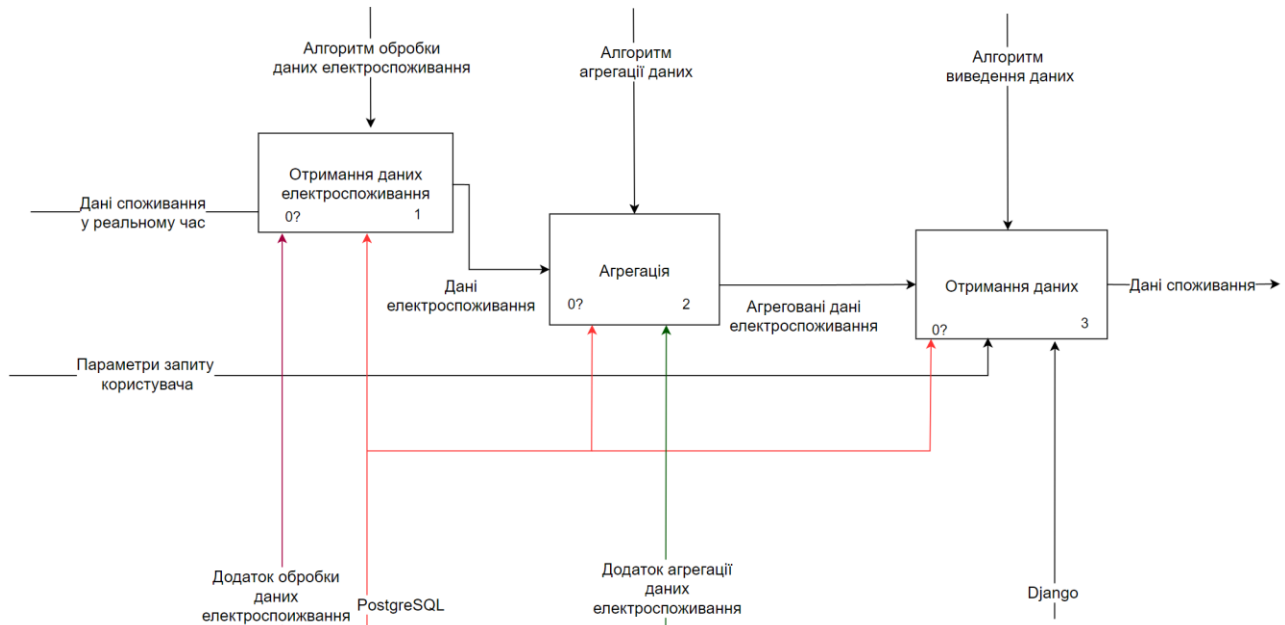 Алгоритм обробки
даних електроспоживання
Алгоритм
агрегації даних
Алгоритм
виведення даних
Отримання даних
електроспоживання
0?
1
Дані споживання
у реальному час
Агрегація
0?
2
Дані
електроспоживання
Отримання даних
0?
3
Агреговані дані
електроспоживання
Дані споживання
Параметри запиту
користувача
Додаток обробки
даних
електроспоижвання
PostgreSQL
Додаток агрегації
даних
електроспоживання
Django